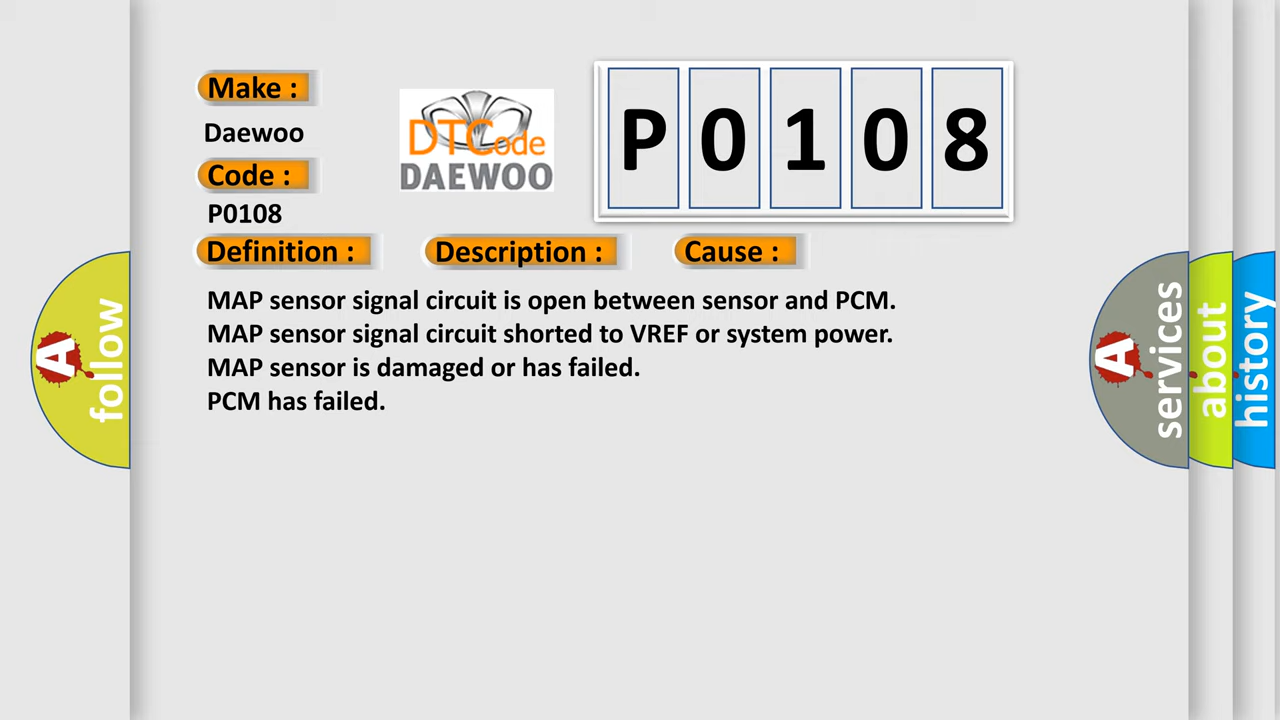 Make :
Daewoo
Code :
P0108
DTCode
DAEWOO
P0108
Definition :
Description :
Cause :
MAP sensor signal circuit is open between sensor and PCM.
MAP sensor signal circuit shorted to VREF or system power.
MAP sensor is damaged or has failed.
PCM has failed.
A follow
A services
about
history